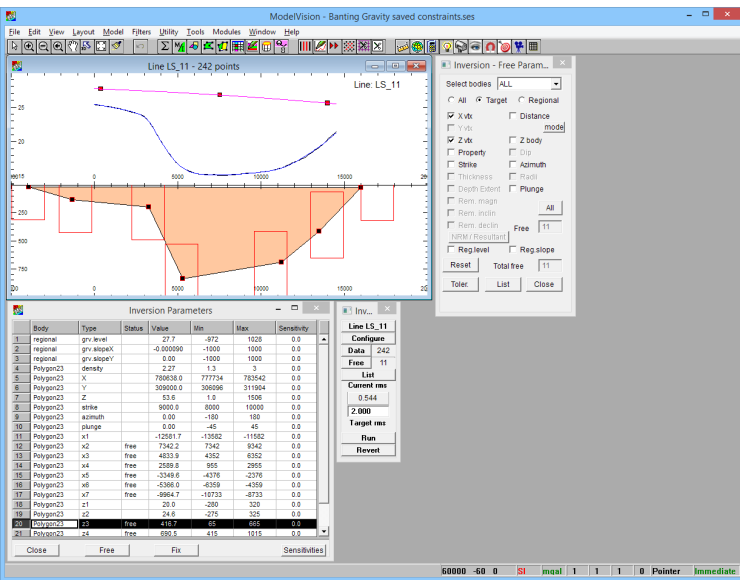 ModelVision - Banting Gravity saved constraints.ses
File Edit View Model Filters Utility Tools Modules Window Help
Line LS_11 - 242 points
Line: LS_11
25
20
15
0 5000 10000 15000
250
500
750
0 5000 10000 15000
Inversion - Free Param...
Select bodies ALL
All Target Regional
X vtx Distance
Y vtx mode
Z vtx Z body
Property Dip
Strike Azimuth
Thickness Radii
Depth Extent Plunge
Rem. magn
Rem. inclin All
Rem. declin Free 11
NRM / Resultant
Reg.level Reg.slope
Reset Total free 11
Toler. List Close
Inversion Parameters
Body Type Status Value Min Max Sensitivity
1 regional grv.level 27.7 -972 1028 0.0
2 regional grv.slopeX -0.000090 -1000 1000 0.0
3 regional grv.slopeY 0.00 -1000 1000 0.0
4 Polygon23 density 2.27 1.3 3 0.0
5 Polygon23 X 780638.0 777734 783542 0.0
6 Polygon23 Y 309000.0 306096 311904 0.0
7 Polygon23 Z 53.6 1.0 1506 0.0
8 Polygon23 strike 9000.0 8000 10000 0.0
9 Polygon23 azimuth 0.00 -180 180 0.0
10 Polygon23 plunge 0.00 -45 45 0.0
11 Polygon23 x1 -12581.7 -13582 -11582 0.0
12 Polygon23 x2 free 7342.2 7342 9342 0.0
13 Polygon23 x3 free 4833.9 4352 6352 0.0
14 Polygon23 x4 free 2589.8 955 2955 0.0
15 Polygon23 x5 free -3349.6 -4376 -2376 0.0
16 Polygon23 x6 free -5366.0 -6359 -4359 0.0
17 Polygon23 x7 free -9964.7 -10733 -8733 0.0
18 Polygon23 z1 20.0 -280 320 0.0
19 Polygon23 z2 24.6 -275 325 0.0
20 Polygon23 z3 free 416.7 65 665 0.0
21 Polygon23 z4 free 690.5 415 1015 0.0
Close Free Fix Sensitivities
Inv...
Line LS_11
Configure
Data 242
Free 11
List
Current rms
0.544
2.000
Target rms
Run
Revert
60000 -60 0 SI mgal 1 1 1 0 Pointer Immediate